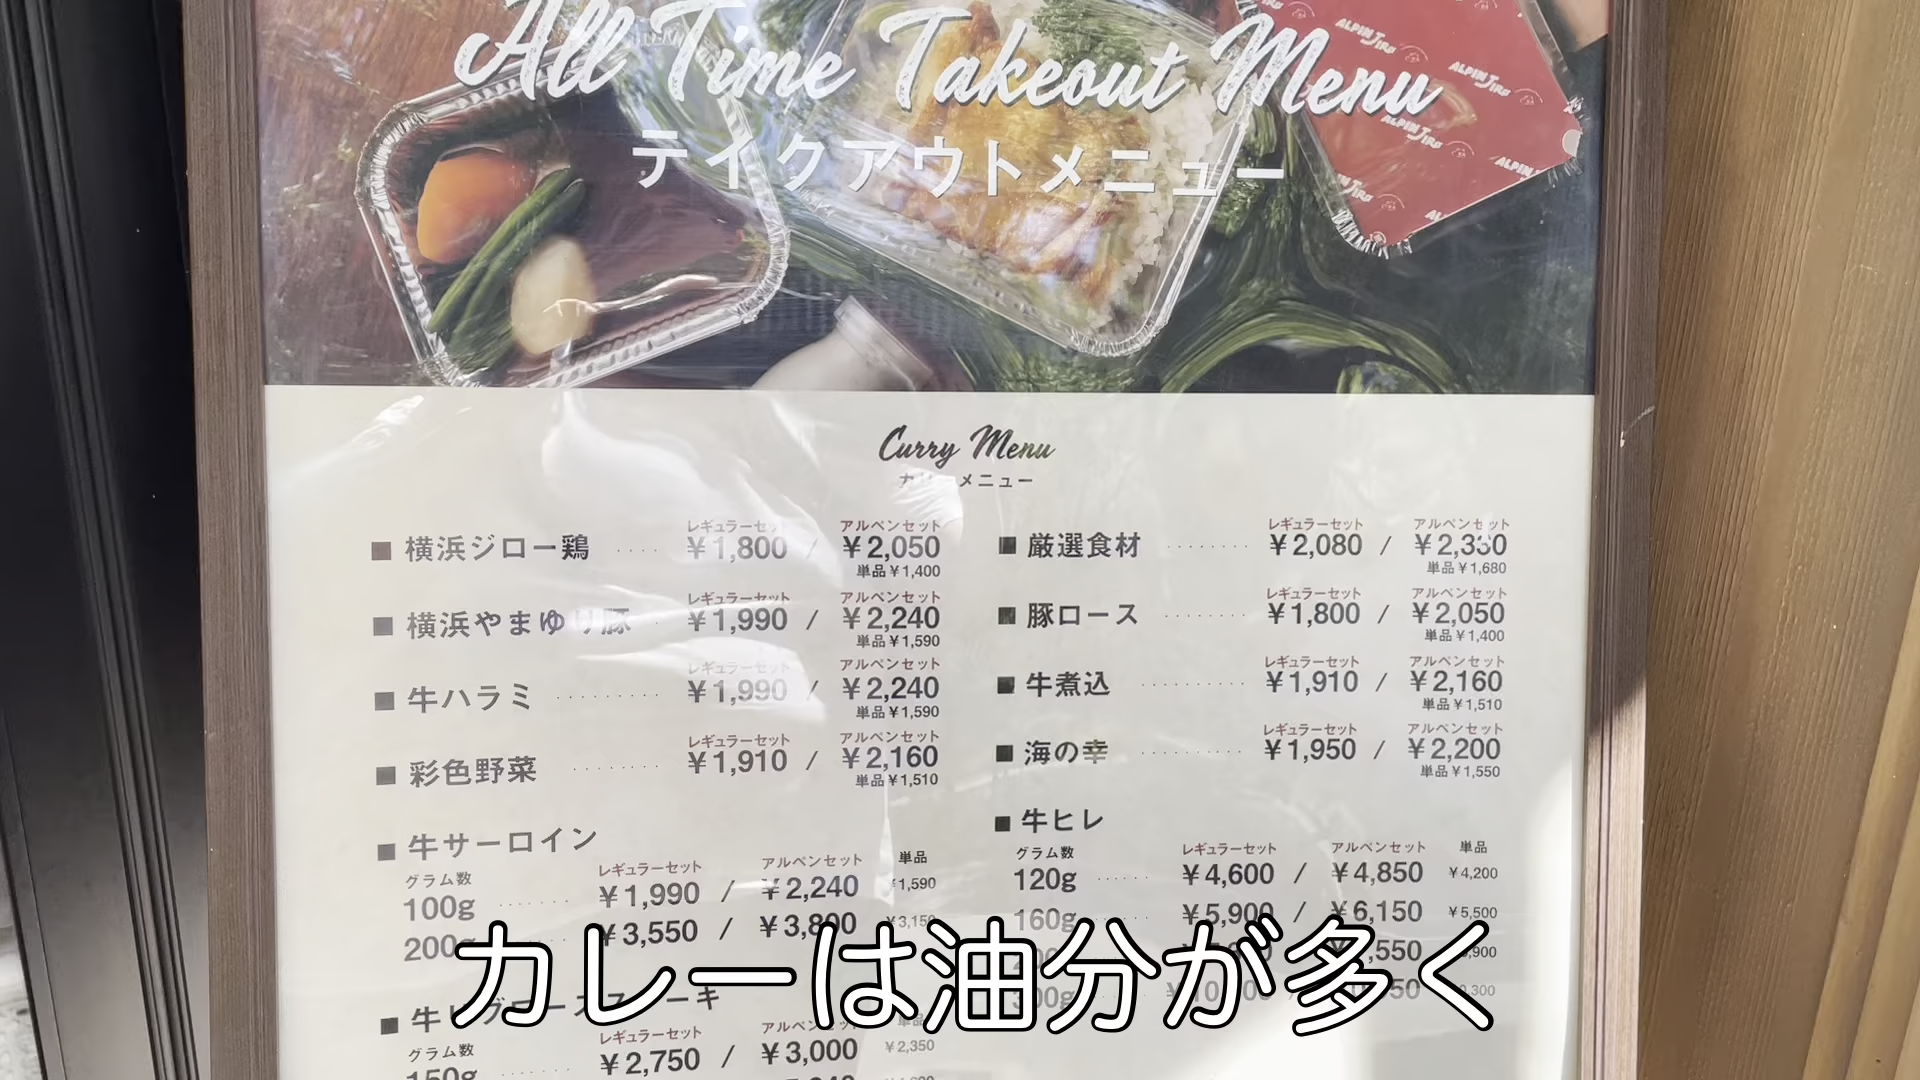 All Time Takeout Menu
テイクアウトメニュー
ALPIN JIRO
ALPIN JIRO
ALPIN JIRO
ALPIN
Curry Menu
メニュー
レギュラーセット アルペンセット
■ 横浜ジロー鶏 ¥1,800 / ¥2,050
単品¥1,400
レギュラーセット アルペンセット
■ 横浜やまゆり豚 ¥1,990 / ¥2,240
単品¥1,590
レギュラーセット アルペンセット
■ 牛ハラミ ¥1,990 / ¥2,240
単品¥1,590
レギュラーセット アルペンセット
■ 彩色野菜 ¥1,910 / ¥2,160
単品¥1,510
■ 牛サーロイン
グラム数 レギュラーセット アルペンセット 単品
100g ¥1,990 / ¥2,240 ¥1,590
200g ¥3,550 / ¥3,800 ¥3,150
■ 牛
グラム数 レギュラーセット アルペンセット 単品
150g ¥2,750 / ¥3,000 ¥2,350
レギュラーセット アルペンセット
■ 厳選食材 ¥2,080 / ¥2,330
単品¥1,680
レギュラーセット アルペンセット
■ 豚ロース ¥1,800 / ¥2,050
単品¥1,400
レギュラーセット アルペンセット
■ 牛煮込 ¥1,910 / ¥2,160
単品¥1,510
レギュラーセット アルペンセット
■ 海の幸 ¥1,950 / ¥2,200
単品¥1,550
■ 牛ヒレ
グラム数 レギュラーセット アルペンセット 単品
120g ¥4,600 / ¥4,850 ¥4,200
160g ¥5,900 / ¥6,150 ¥5,500
カレーは油分が多く